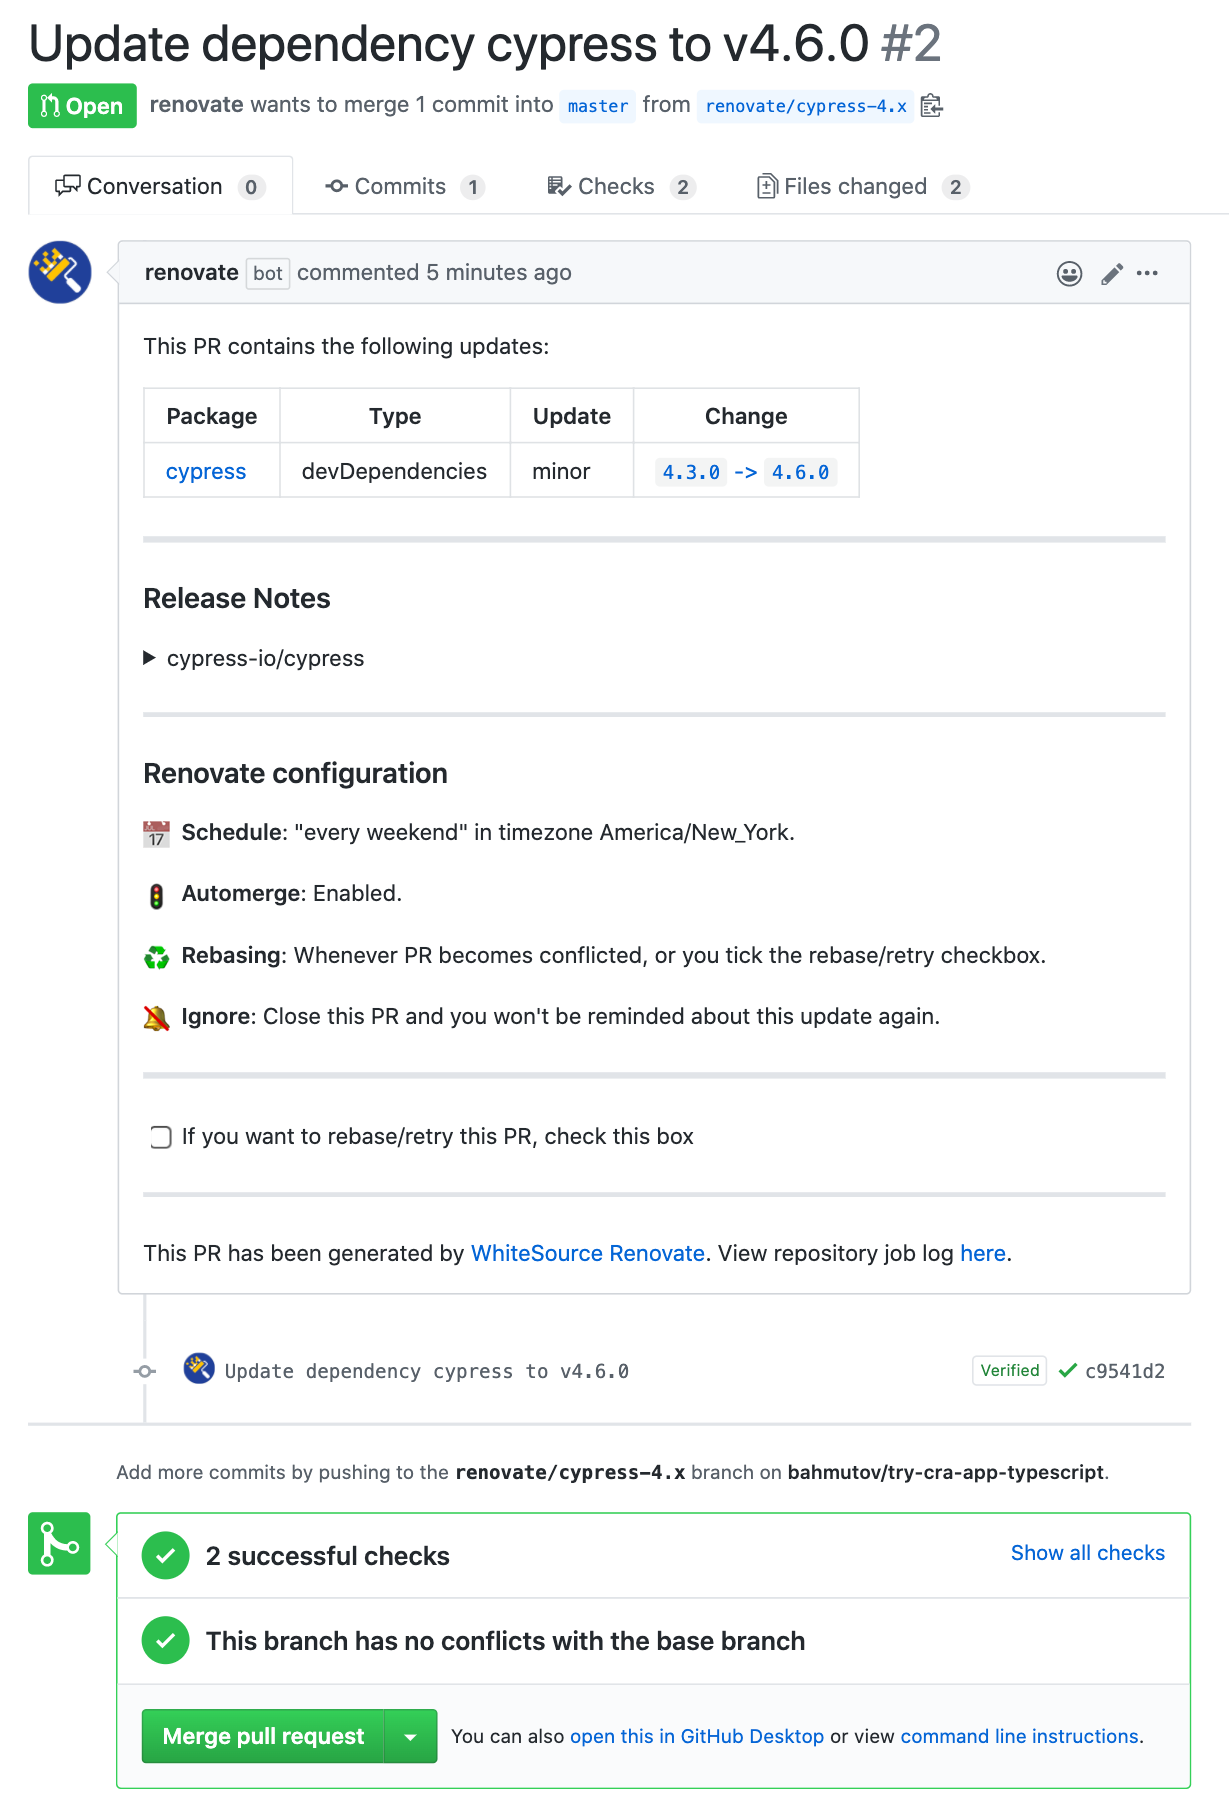 Update dependency cypress to v4.6.0 #2
Open renovate wants to merge 1 commit into master from renovate/cypress-4.x
Conversation 0 Commits 1 Checks 2 Files changed 2
renovate bot commented 5 minutes ago
This PR contains the following updates:
Package Type Update Change
cypress devDependencies minor 4.3.0 -> 4.6.0
Release Notes
cypress-io/cypress
Renovate configuration
17 Schedule: "every weekend" in timezone America/New_York.
Automerge: Enabled.
Rebasing: Whenever PR becomes conflicted, or you tick the rebase/retry checkbox.
Ignore: Close this PR and you won't be reminded about this update again.
If you want to rebase/retry this PR, check this box
This PR has been generated by WhiteSource Renovate. View repository job log here.
Update dependency cypress to v4.6.0 Verified c9541d2
Add more commits by pushing to the renovate/cypress-4.x branch on bahmutov/try-cra-app-typescript.
2 successful checks Show all checks
This branch has no conflicts with the base branch
Merge pull request You can also open this in GitHub Desktop or view command line instructions.